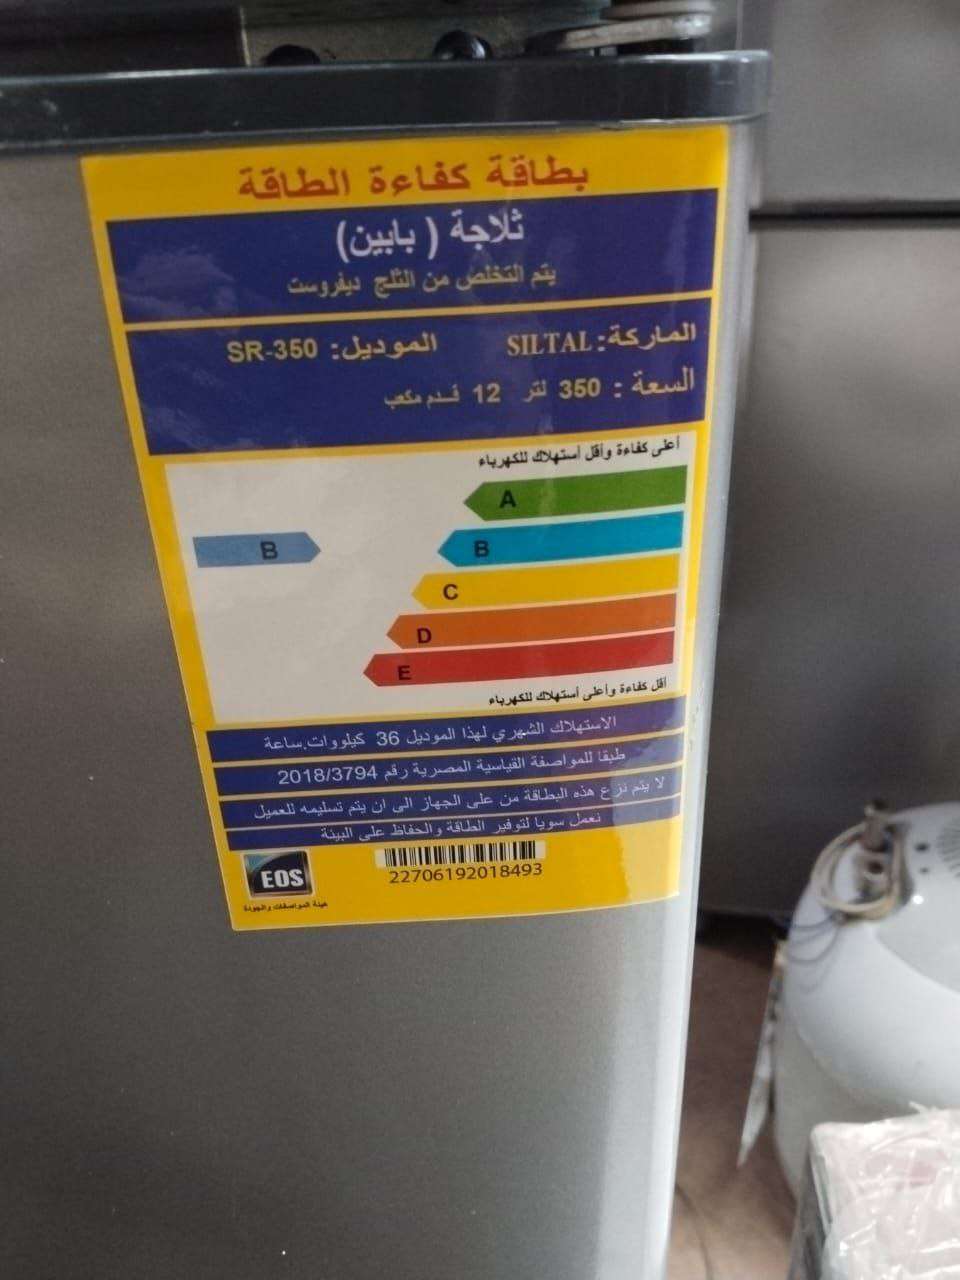 بطاقة كفاءة الطاقة
ثلاجة ( بابين)
يتم التخلص من الثلج ديفروست
الماركة: SILTAL الموديل: SR-350
السعة : 350 لتر 12 قدم مكعب
أعلى كفاءة وأقل أستهلاك للكهرباء
A
B B
C
D
E
أقل كفاءة وأعلى أستهلاك للكهرباء
الاستهلاك الشهري لهذا الموديل 36 كيلووات.ساعة
طبقا للمواصفة القياسية المصرية رقم 2018/3794
لا يتم نزع هذه البطاقة من على الجهاز الى ان يتم تسليمه للعميل
نعمل سويا لتوفير الطاقة والحفاظ على البيئة
EOS
22706192018493
هيئة المواصفات والجودة